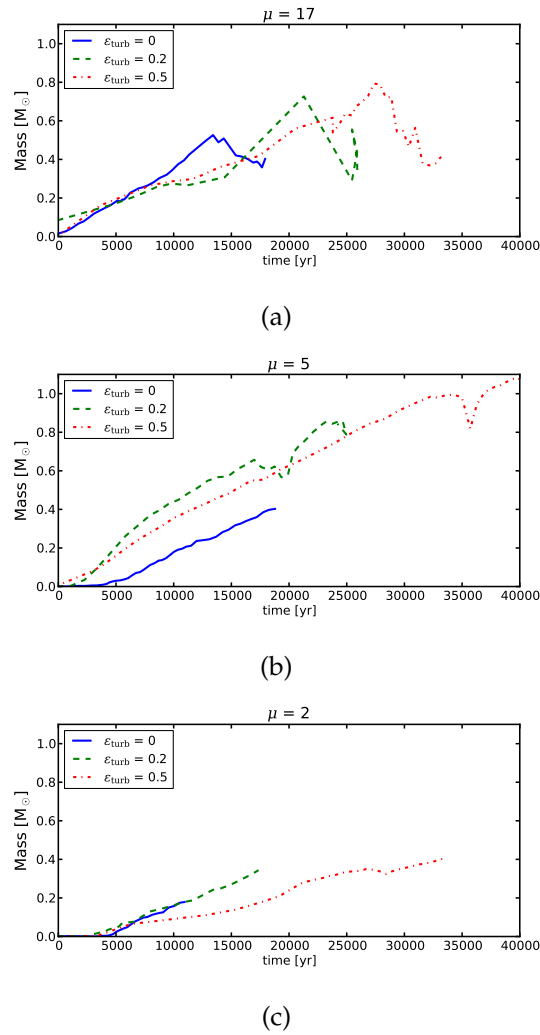 μ = 17
Mass [M⊙]
1.0
0.8
0.6
0.4
0.2
0.0
ε_turb = 0
ε_turb = 0.2
ε_turb = 0.5
0 5000 10000 15000 20000 25000 30000 35000 40000
time [yr]
(a)
μ = 5
Mass [M⊙]
1.0
0.8
0.6
0.4
0.2
0.0
ε_turb = 0
ε_turb = 0.2
ε_turb = 0.5
0 5000 10000 15000 20000 25000 30000 35000 40000
time [yr]
(b)
μ = 2
Mass [M⊙]
1.0
0.8
0.6
0.4
0.2
0.0
ε_turb = 0
ε_turb = 0.2
ε_turb = 0.5
0 5000 10000 15000 20000 25000 30000 35000 40000
time [yr]
(c)